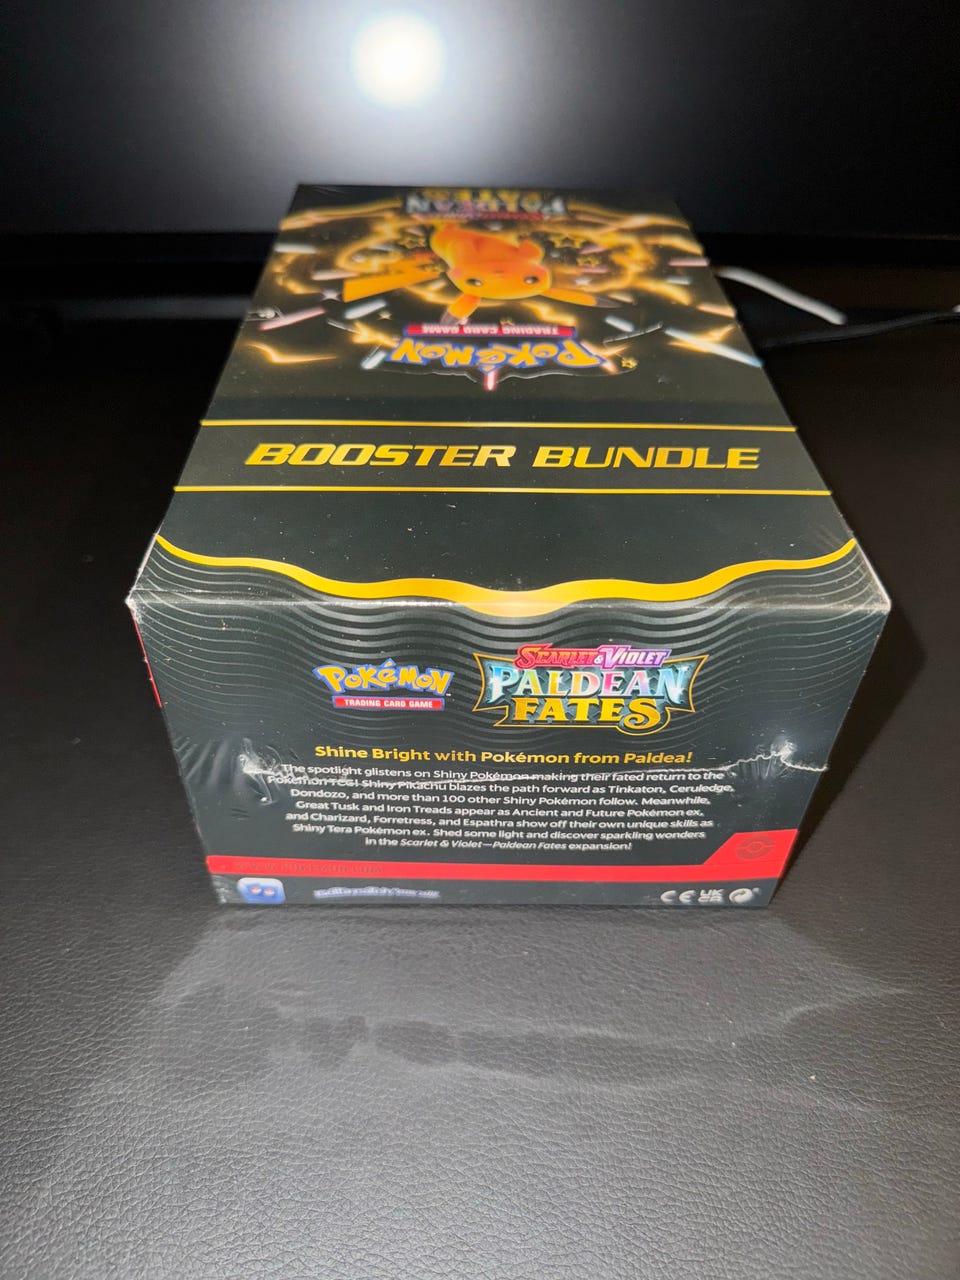 PALDEAN
FATES
TRADING CARD GAME
POKéMON
BOOSTER BUNDLE
POKéMON
TRADING CARD GAME
SCARLET & VIOLET
PALDEAN
FATES
Shine Bright with Pokémon from Paldea!
The spotlight glistens on Shiny Pokémon making their fated return to the
Pokémon TCG! Shiny Pikachu blazes the path forward as Tinkaton, Ceruledge,
Dondozo, and more than 100 other Shiny Pokémon follow. Meanwhile,
Great Tusk and Iron Treads appear as Ancient and Future Pokémon ex,
and Charizard, Forretress, and Espathra show off their own unique skills as
Shiny Tera Pokémon ex. Shed some light and discover sparkling wonders
in the Scarlet & Violet—Paldean Fates expansion!
CE UKCA